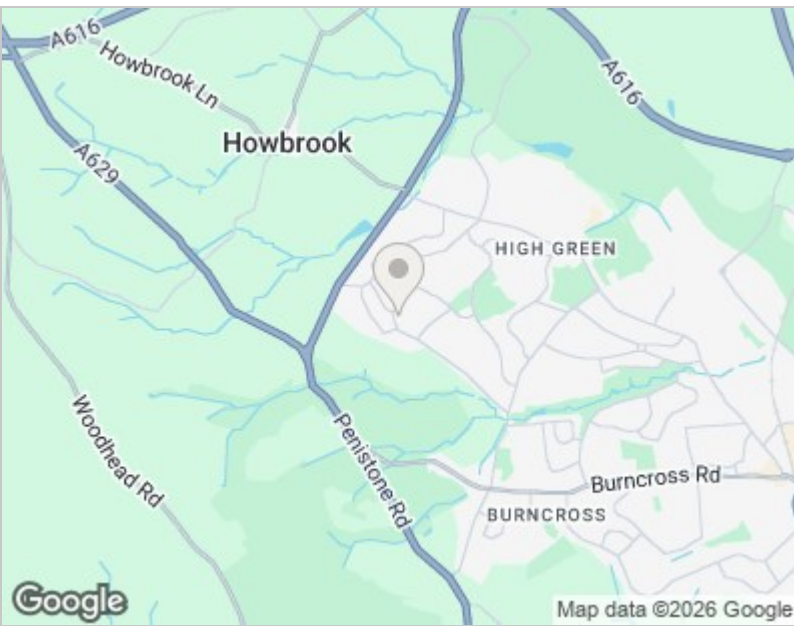 A616
Howbrook Ln
A616
Howbrook
A629
HIGH GREEN
Woodhead Rd
Penistone Rd
Burncross Rd
BURNCROSS
Google
Map data ©2026 Google